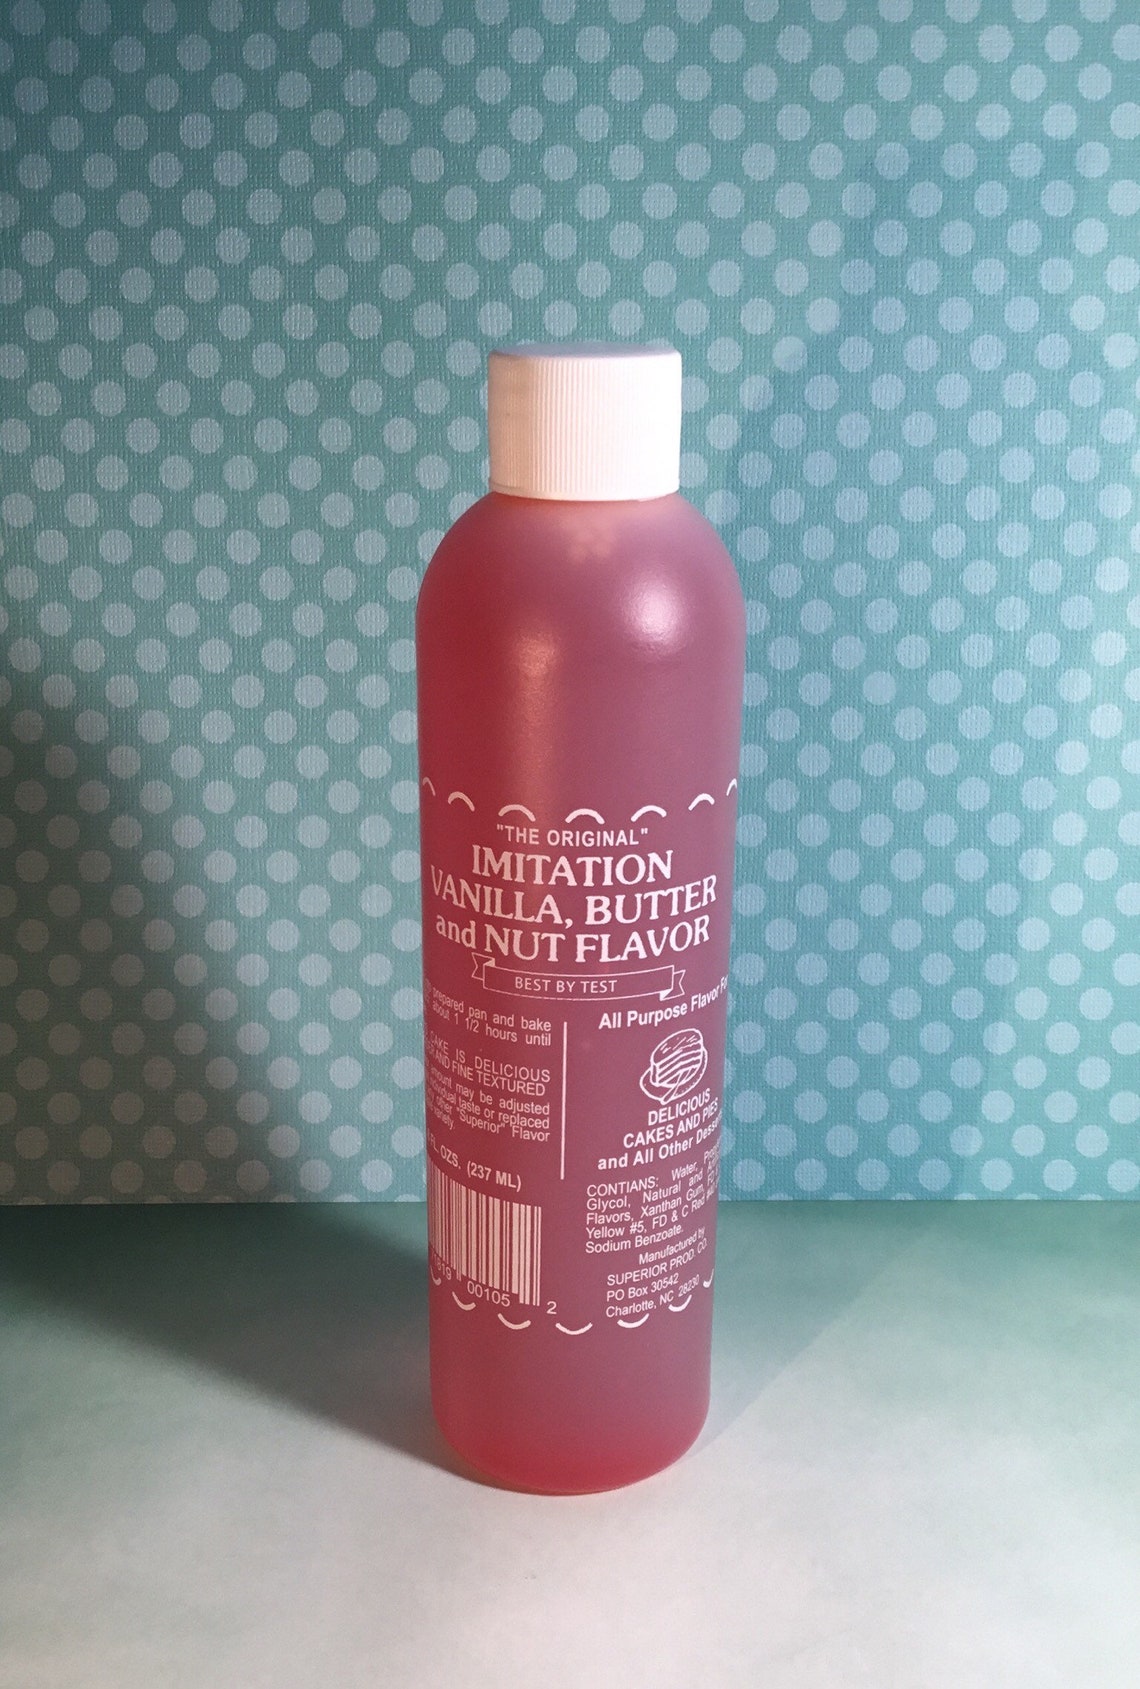 "THE ORIGINAL"
IMITATION
VANILLA, BUTTER
and NUT FLAVOR
BEST BY TEST
prepared pan and bake
about 1 1/2 hours until
CAKE IS DELICIOUS
AND FINE TEXTURED
amount may be adjusted
individual taste or replaced
other "Superior" Flavor
variety.
OZS. (237 ML)
00105 2
All Purpose Flavor
DELICIOUS
CAKES AND PIES
and All Other
CONTIANS: Water,
Glycol, Natural and
Flavors, Xanthan Gum,
Yellow #5, FD & C Red
Sodium Benzoate.
Manufactured by
SUPERIOR PROD. CO.
PO Box 30542
Charlotte, NC 28230